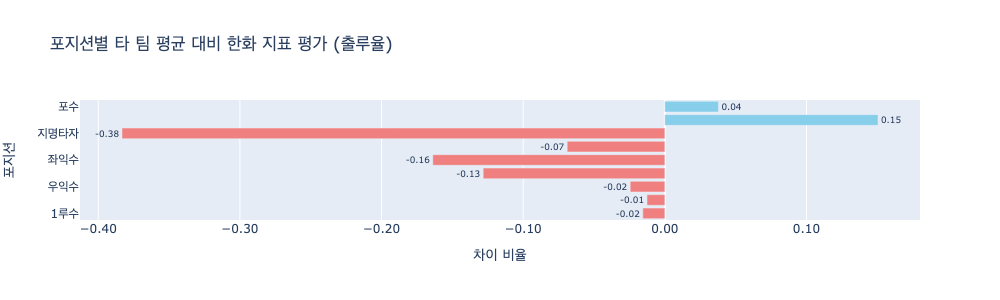 포지션별 타 팀 평균 대비 한화 지표 평가 (출루율)
포지션
포수 0.04
0.15
지명타자 -0.38
-0.07
좌익수 -0.16
-0.13
우익수 -0.02
-0.01
1루수 -0.02
−0.40 −0.30 −0.20 −0.10 0.00 0.10
차이 비율